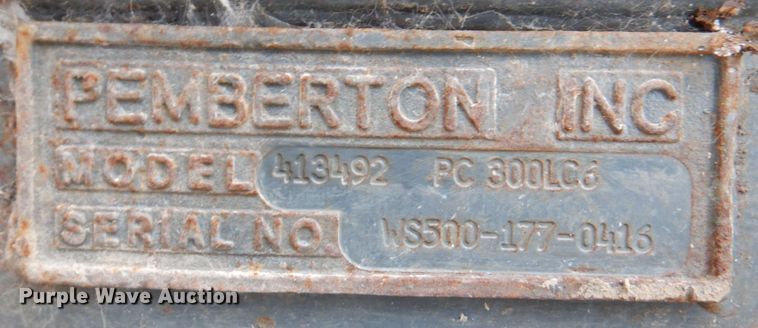 PEMBERTON INC
MODEL 413492 PC 300LC6
SERIAL NO. WS500-177-0416
Purple Wave Auction